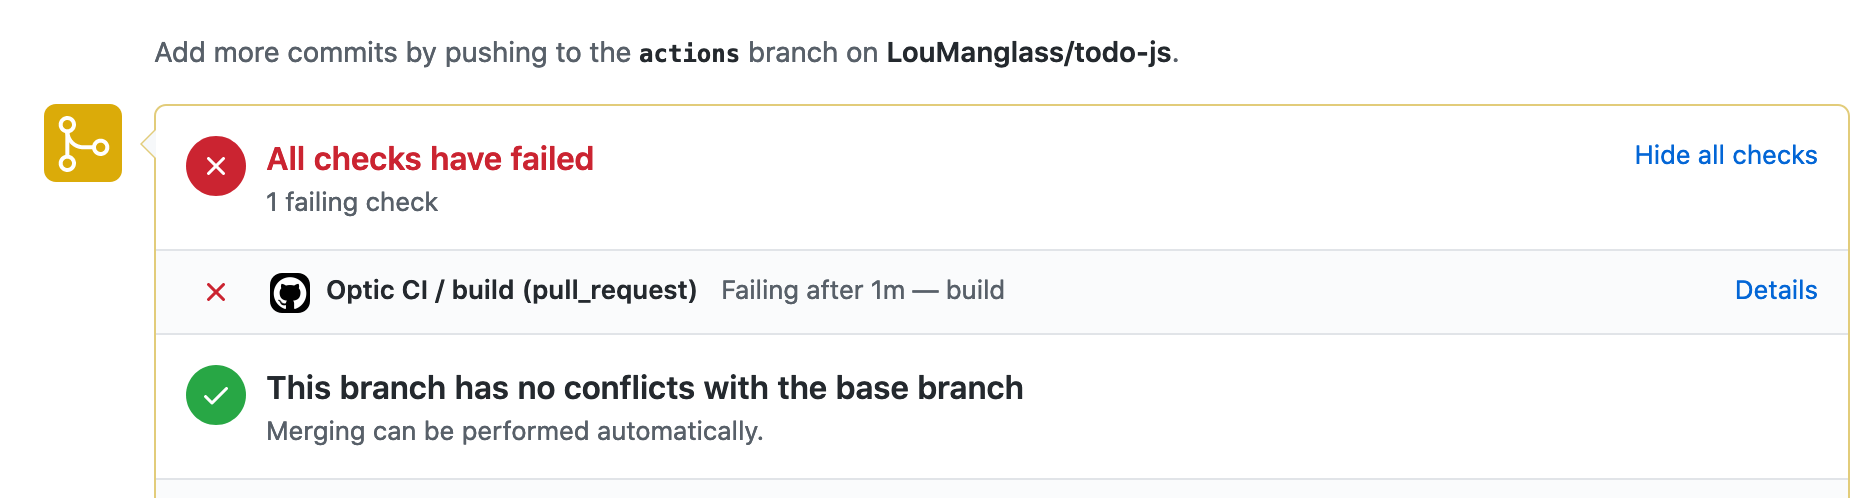 Add more commits by pushing to the actions branch on LouManglass/todo-js.
All checks have failed
Hide all checks
1 failing check
Optic CI / build (pull_request) Failing after 1m — build
Details
This branch has no conflicts with the base branch
Merging can be performed automatically.